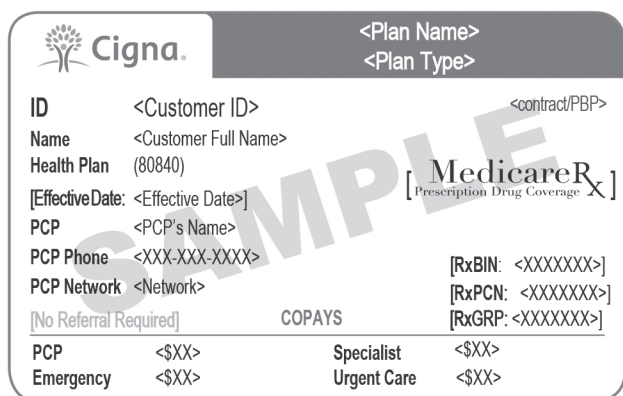 Cigna.
<Plan Name>
<Plan Type>
ID <Customer ID>
<contract/PBP>
Name <Customer Full Name>
Health Plan (80840)
[MedicareRx
Prescription Drug Coverage]
[Effective Date: <Effective Date>]
PCP <PCP's Name>
PCP Phone <XXX-XXX-XXXX>
[RxBIN: <XXXXXXX>]
PCP Network <Network>
[RxPCN: <XXXXXXX>]
[No Referral Required] COPAYS [RxGRP: <XXXXXXX>]
PCP <$XX> Specialist <$XX>
Emergency <$XX> Urgent Care <$XX>
SAMPLE